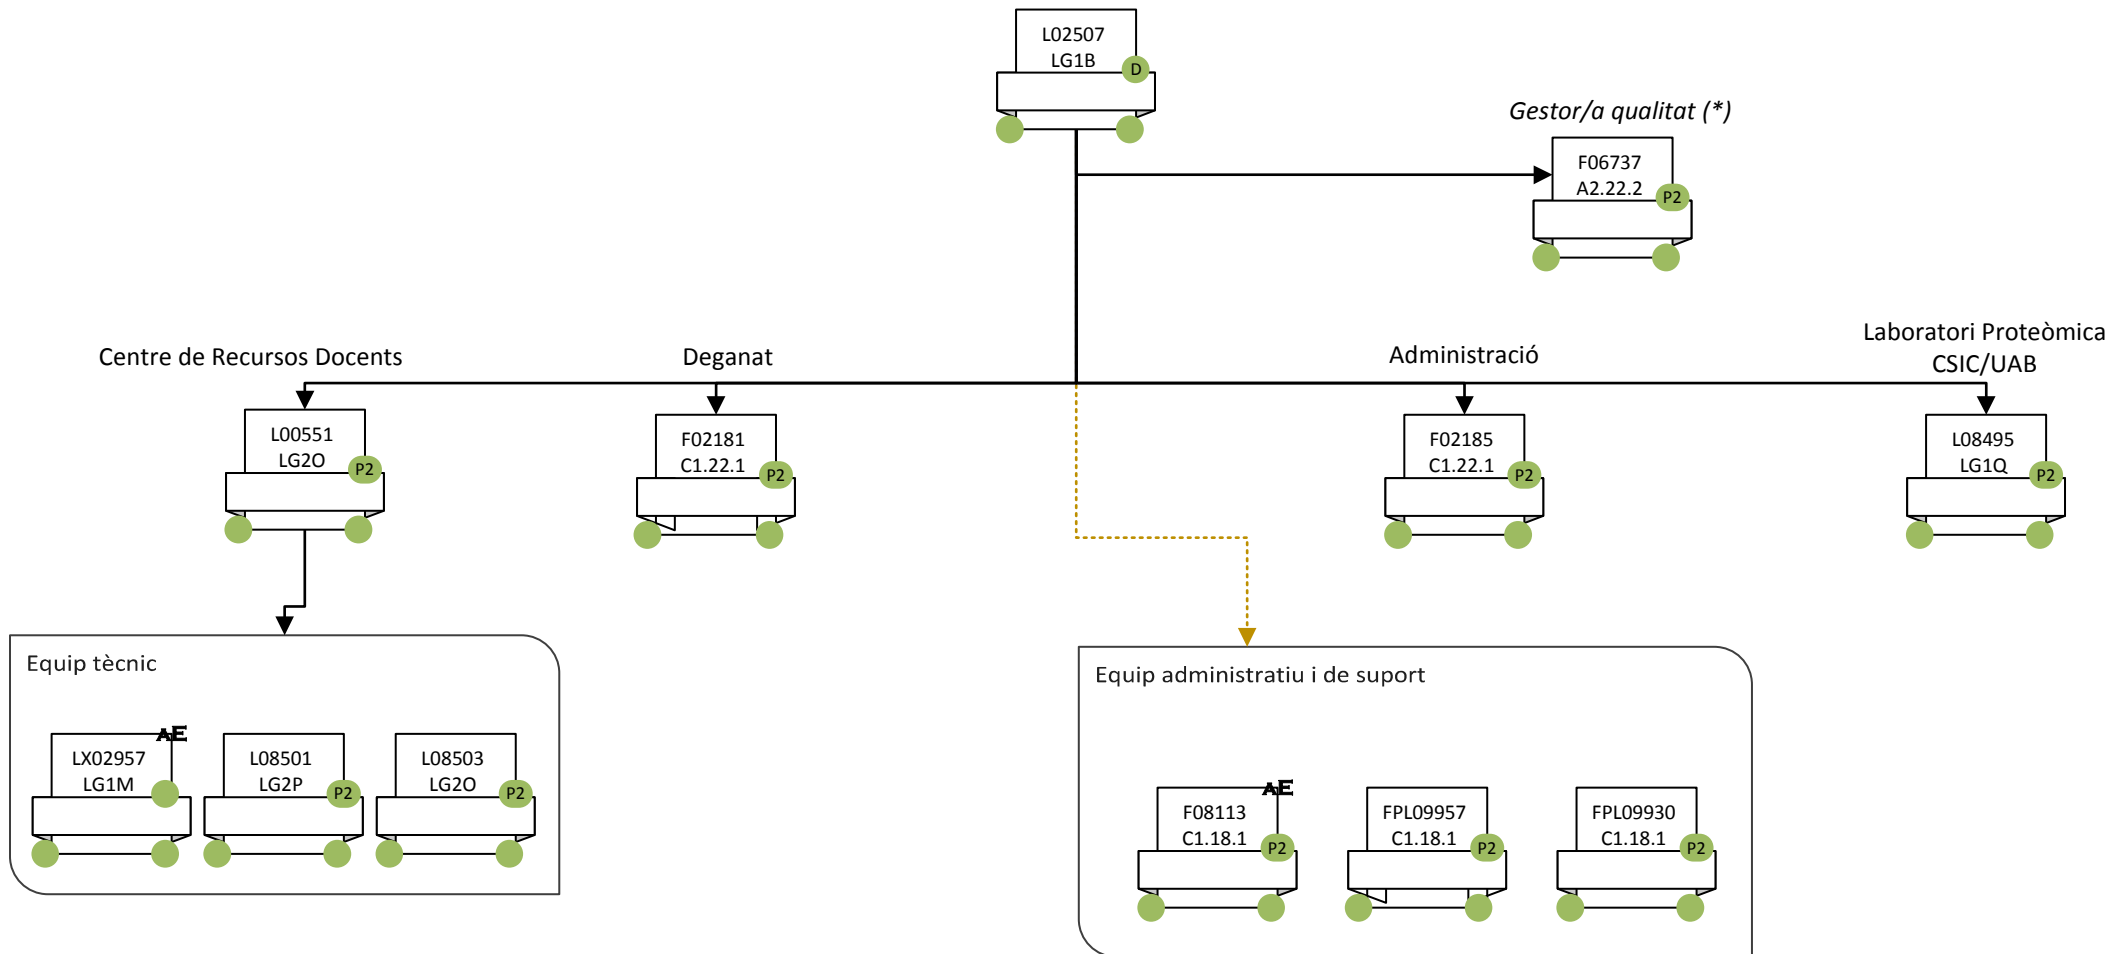 L02507
LG1B
D
Gestor/a qualitat (*)
F06737
A2.22.2
P2
Centre de Recursos Docents
Deganat
Administració
Laboratori Proteòmica
CSIC/UAB
L00551
LG2O
P2
F02181
C1.22.1
P2
F02185
C1.22.1
P2
L08495
LG1Q
P2
Equip tècnic
AE
LX02957
LG1M
L08501
LG2P
P2
L08503
LG2O
P2
Equip administratiu i de suport
AE
F08113
C1.18.1
P2
FPL09957
C1.18.1
P2
FPL09930
C1.18.1
P2